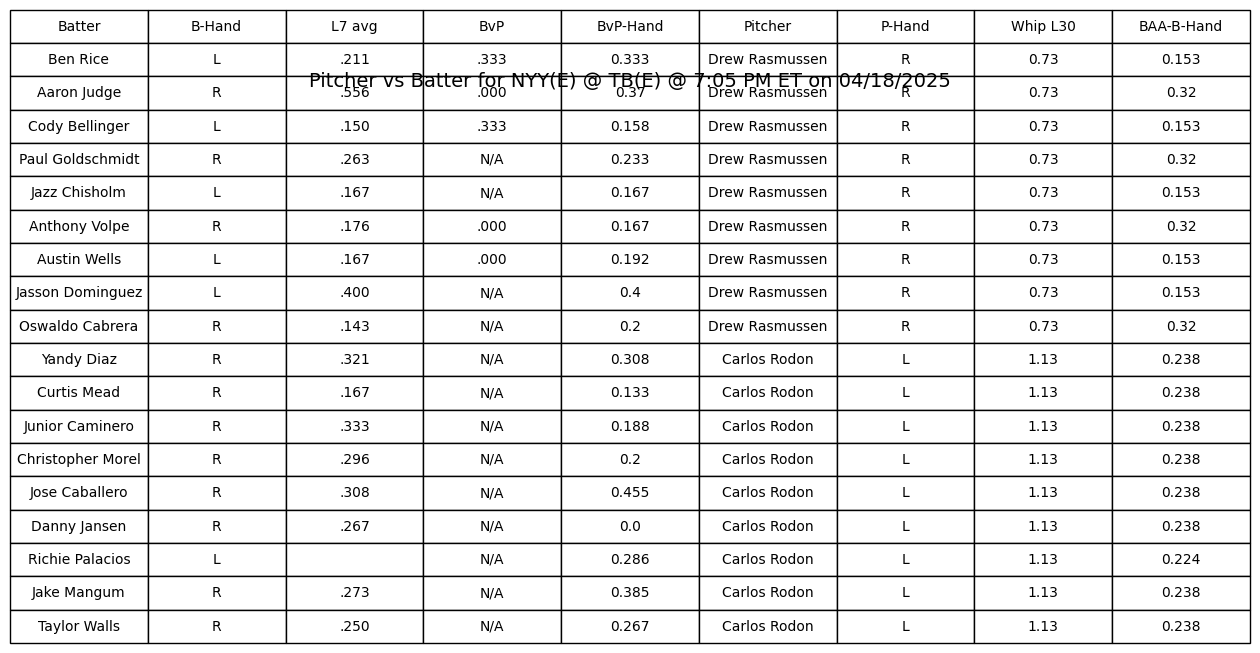 Batter B-Hand L7 avg BvP BvP-Hand Pitcher P-Hand Whip L30 BAA-B-Hand
Ben Rice L .211 .333 0.333 Drew Rasmussen R 0.73 0.153
Pitcher vs Batter for NYY(E) @ TB(E) @ 7:05 PM ET on 04/18/2025
Aaron Judge R .556 .000 0.37 Drew Rasmussen R 0.73 0.32
Cody Bellinger L .150 .333 0.158 Drew Rasmussen R 0.73 0.153
Paul Goldschmidt R .263 N/A 0.233 Drew Rasmussen R 0.73 0.32
Jazz Chisholm L .167 N/A 0.167 Drew Rasmussen R 0.73 0.153
Anthony Volpe R .176 .000 0.167 Drew Rasmussen R 0.73 0.32
Austin Wells L .167 .000 0.192 Drew Rasmussen R 0.73 0.153
Jasson Dominguez L .400 N/A 0.4 Drew Rasmussen R 0.73 0.153
Oswaldo Cabrera R .143 N/A 0.2 Drew Rasmussen R 0.73 0.32
Yandy Diaz R .321 N/A 0.308 Carlos Rodon L 1.13 0.238
Curtis Mead R .167 N/A 0.133 Carlos Rodon L 1.13 0.238
Junior Caminero R .333 N/A 0.188 Carlos Rodon L 1.13 0.238
Christopher Morel R .296 N/A 0.2 Carlos Rodon L 1.13 0.238
Jose Caballero R .308 N/A 0.455 Carlos Rodon L 1.13 0.238
Danny Jansen R .267 N/A 0.0 Carlos Rodon L 1.13 0.238
Richie Palacios L N/A 0.286 Carlos Rodon L 1.13 0.224
Jake Mangum R .273 N/A 0.385 Carlos Rodon L 1.13 0.238
Taylor Walls R .250 N/A 0.267 Carlos Rodon L 1.13 0.238